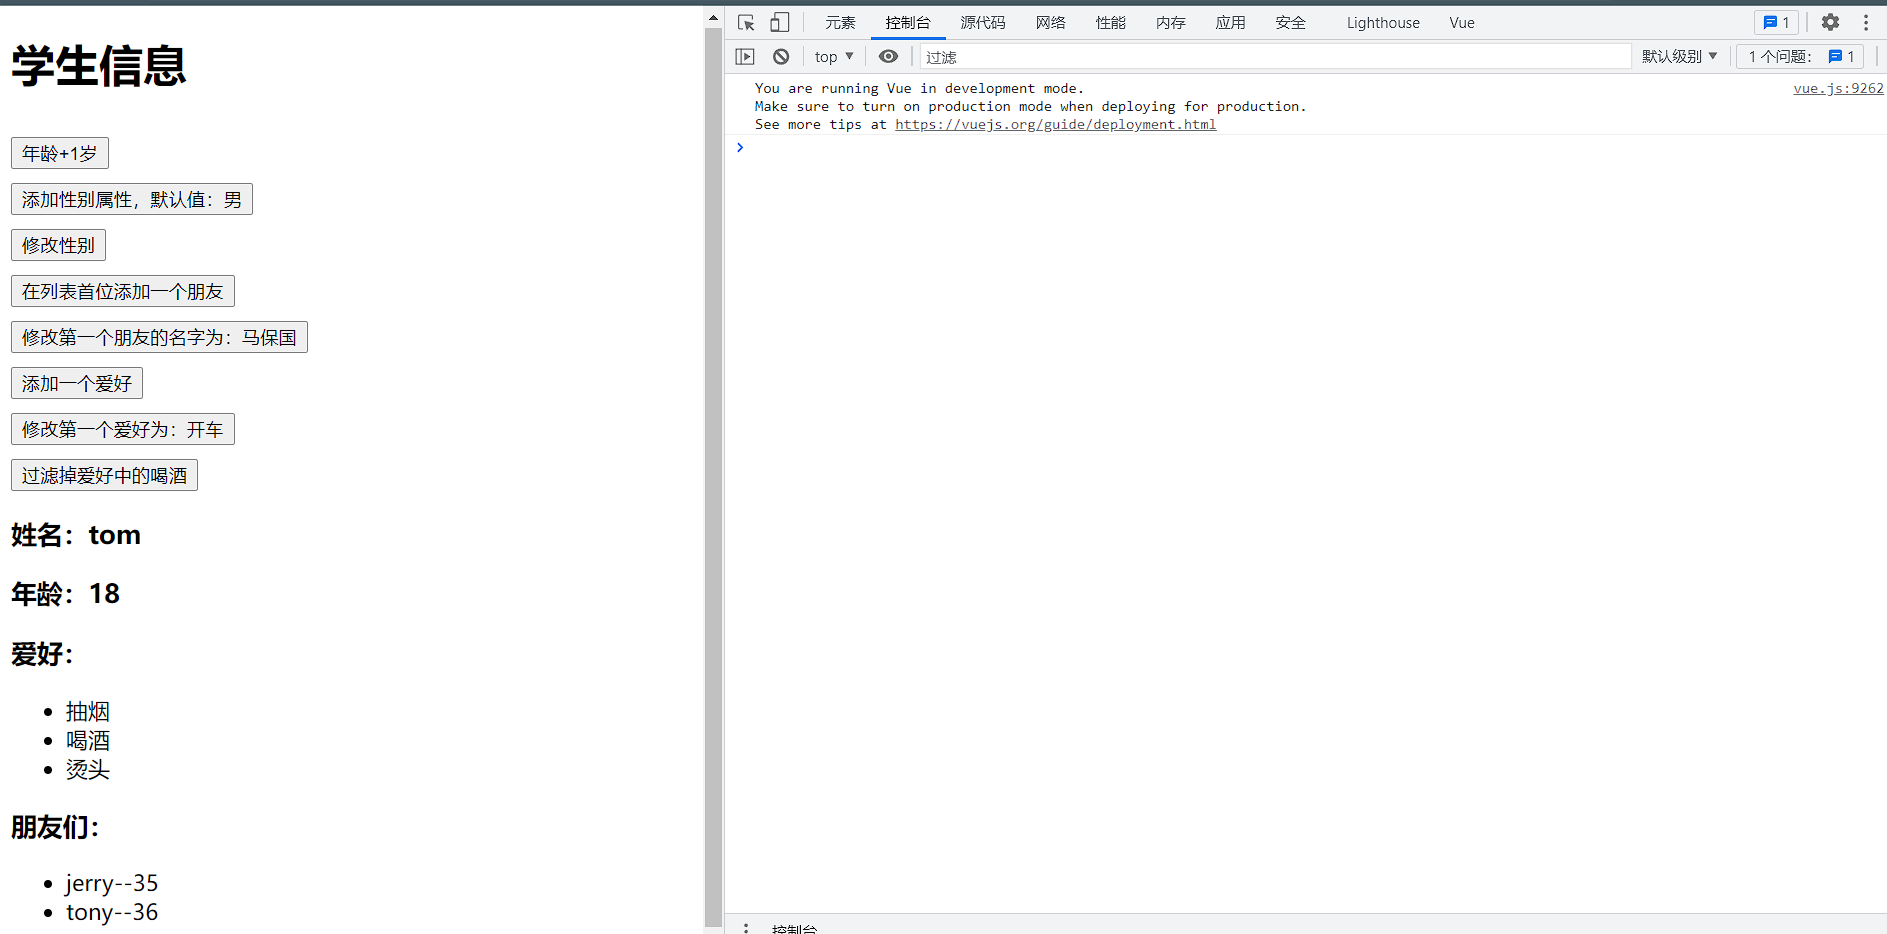 学生信息
年龄+1岁
添加性别属性，默认值：男
修改性别
在列表首位添加一个朋友
修改第一个朋友的名字为：马保国
添加一个爱好
修改第一个爱好为：开车
过滤掉爱好中的喝酒
姓名：tom
年龄：18
爱好：
抽烟
喝酒
烫头
朋友们：
jerry--35
tony--36
元素 控制台 源代码 网络 性能 内存 应用 安全 Lighthouse Vue 1
top 过滤 默认级别 1 个问题： 1
You are running Vue in development mode. vue.js:9262
Make sure to turn on production mode when deploying for production.
See more tips at https://vuejs.org/guide/deployment.html
控制台